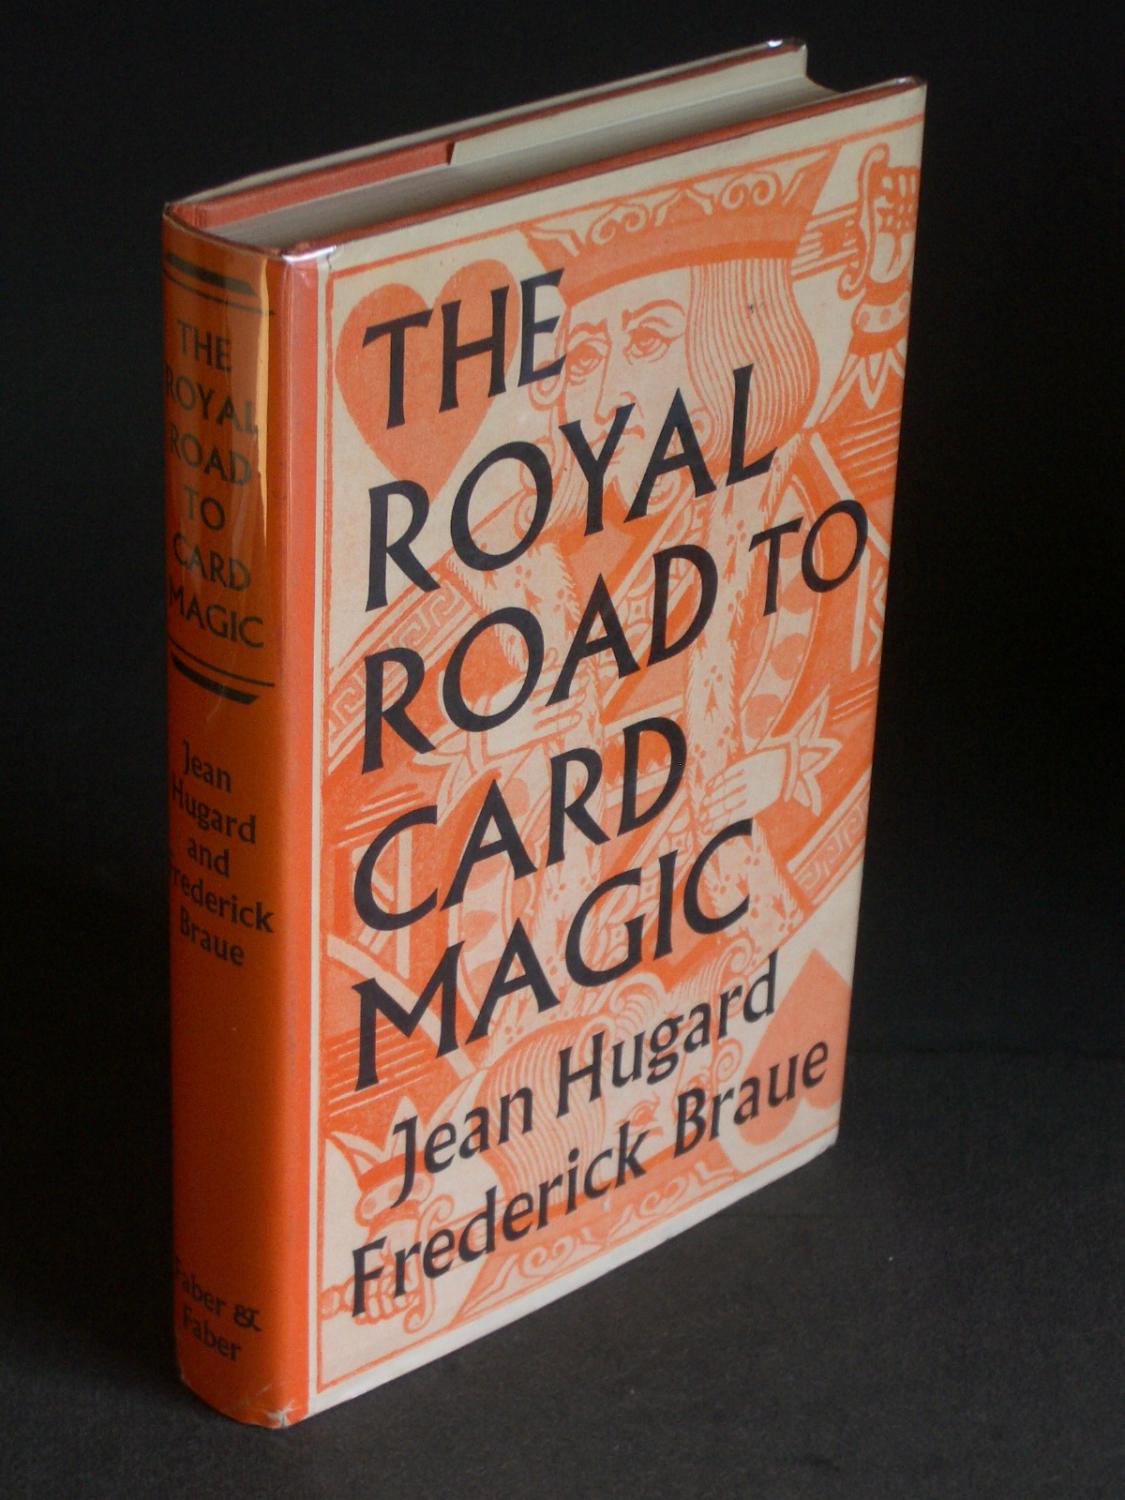 THE
ROYAL
ROAD
TO
CARD
MAGIC
Jean
Hugard
and
Frederick
Braue
Faber &
Faber
THE
ROYAL
ROAD TO
CARD
MAGIC
Jean Hugard
Frederick Braue